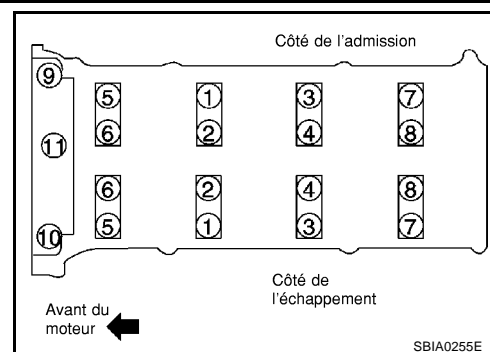 Côté de l'admission
9
5 1 3 7
11 6 2 4 8
6 2 4 8
10 5 1 3 7
Côté de
l'échappement
Avant du
moteur
SBIA0255E